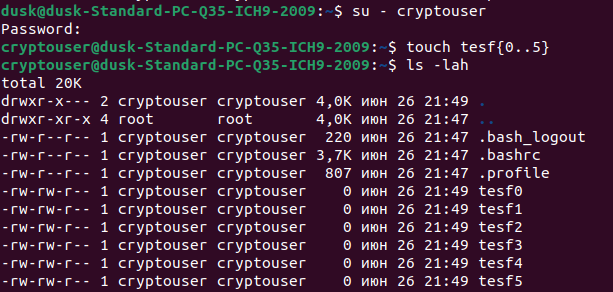 dusk@dusk-Standard-PC-Q35-ICH9-2009:~$ su - cryptouser
Password:
cryptouser@dusk-Standard-PC-Q35-ICH9-2009:~$ touch tesf{0..5}
cryptouser@dusk-Standard-PC-Q35-ICH9-2009:~$ ls -lah
total 20K
drwxr-x--- 2 cryptouser cryptouser 4,0K июн 26 21:49 .
drwxr-xr-x 4 root       root       4,0K июн 26 21:47 ..
-rw-r--r-- 1 cryptouser cryptouser  220 июн 26 21:47 .bash_logout
-rw-r--r-- 1 cryptouser cryptouser 3,7K июн 26 21:47 .bashrc
-rw-r--r-- 1 cryptouser cryptouser  807 июн 26 21:47 .profile
-rw-rw-r-- 1 cryptouser cryptouser    0 июн 26 21:49 tesf0
-rw-rw-r-- 1 cryptouser cryptouser    0 июн 26 21:49 tesf1
-rw-rw-r-- 1 cryptouser cryptouser    0 июн 26 21:49 tesf2
-rw-rw-r-- 1 cryptouser cryptouser    0 июн 26 21:49 tesf3
-rw-rw-r-- 1 cryptouser cryptouser    0 июн 26 21:49 tesf4
-rw-rw-r-- 1 cryptouser cryptouser    0 июн 26 21:49 tesf5